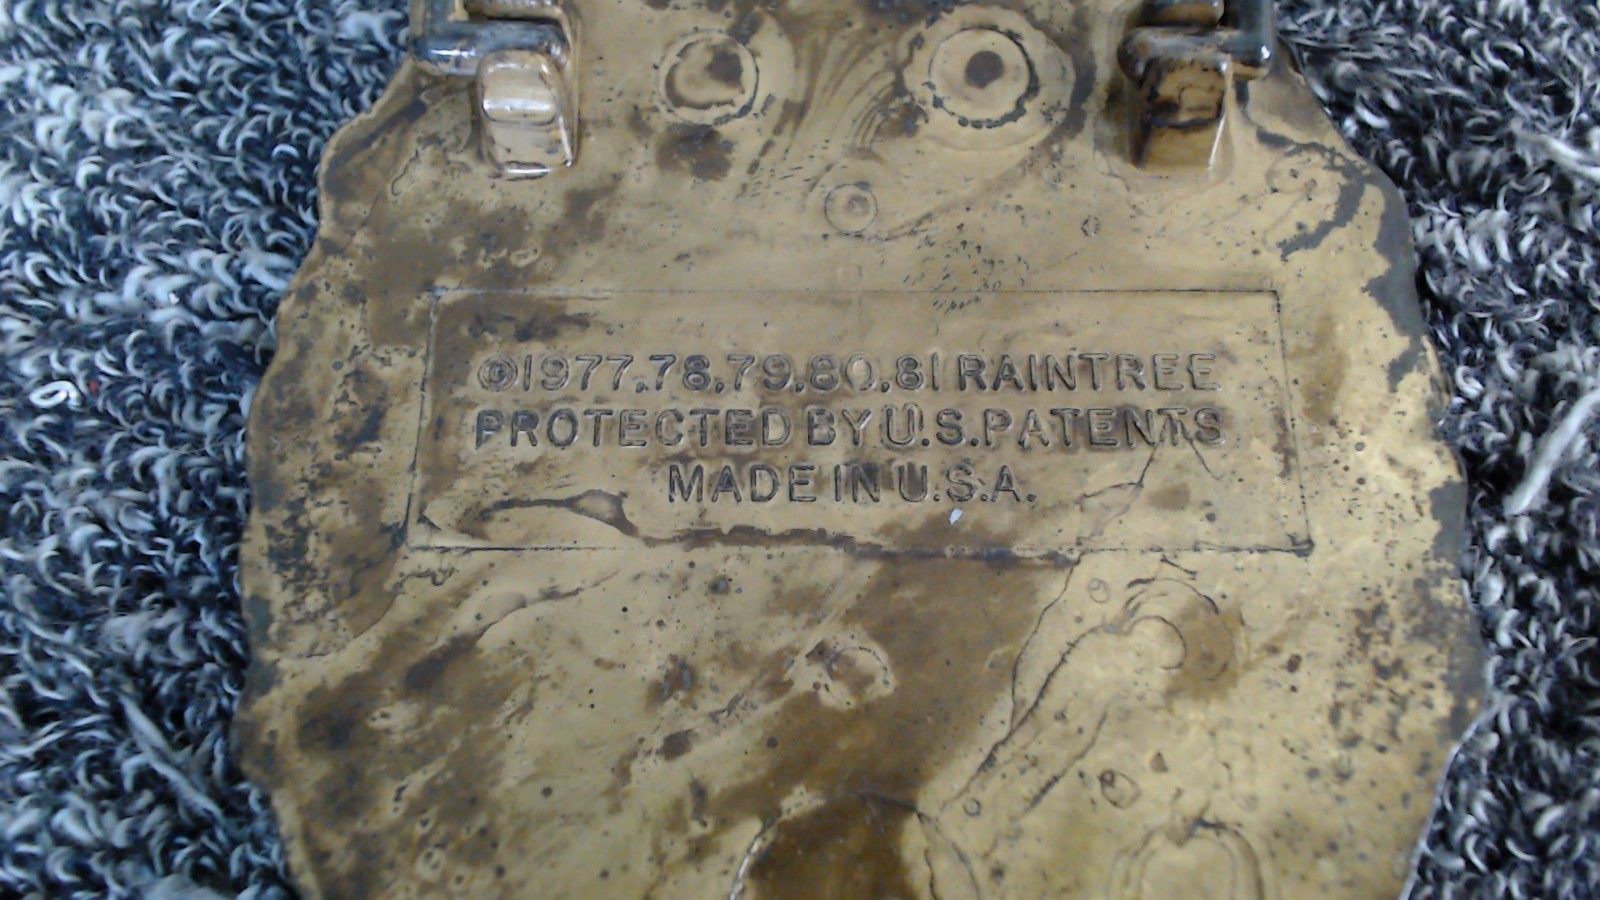 ©1977.78.79.80.81 RAINTREE
PROTECTED BY U.S. PATENTS
MADE IN U.S.A.